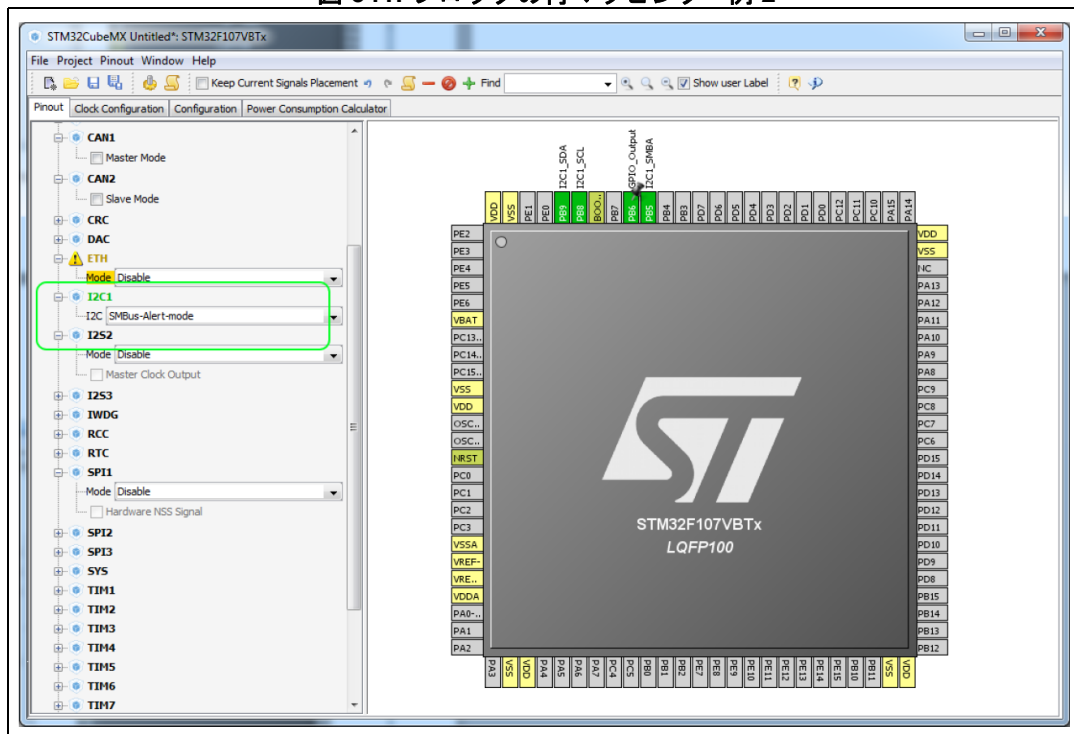 STM32CubeMX Untitled*: STM32F107VBTx
File Project Pinout Window Help
Keep Current Signals Placement
Find
Show user Label
Pinout
Clock Configuration
Configuration
Power Consumption Calculator
CAN1
Master Mode
CAN2
Slave Mode
CRC
DAC
ETH
Mode Disable
I2C1
I2C SMBus-Alert-mode
I2S2
Mode Disable
Master Clock Output
I2S3
IWDG
RCC
RTC
SPI1
Mode Disable
Hardware NSS Signal
SPI2
SPI3
SYS
TIM1
TIM2
TIM3
TIM4
TIM5
TIM6
TIM7
I2C1_SDA
I2C1_SCL
GPIO_Output
I2C1_SMBA
VDD
VSS
PE1
PE0
PB9
PB8
BOO..
PB7
PB6
PB5
PB4
PB3
PD7
PD6
PD5
PD4
PD3
PD2
PD1
PD0
PC12
PC11
PC10
PA15
PA14
PE2
PE3
PE4
PE5
PE6
VBAT
PC13..
PC14..
PC15..
VSS
VDD
OSC..
OSC..
NRST
PC0
PC1
PC2
PC3
VSSA
VREF-
VRE..
VDDA
PA0-..
PA1
PA2
STM32F107VBTx
LQFP100
VDD
VSS
NC
PA13
PA12
PA11
PA10
PA9
PA8
PC9
PC8
PC7
PC6
PD15
PD14
PD13
PD12
PD11
PD10
PD9
PD8
PB15
PB14
PB13
PB12
PA3
VSS
VDD
PA4
PA5
PA6
PA7
PC4
PC5
PB0
PB1
PB2
PE7
PE8
PE9
PE10
PE11
PE12
PE13
PE14
PE15
PB10
PB11
VSS
VDD